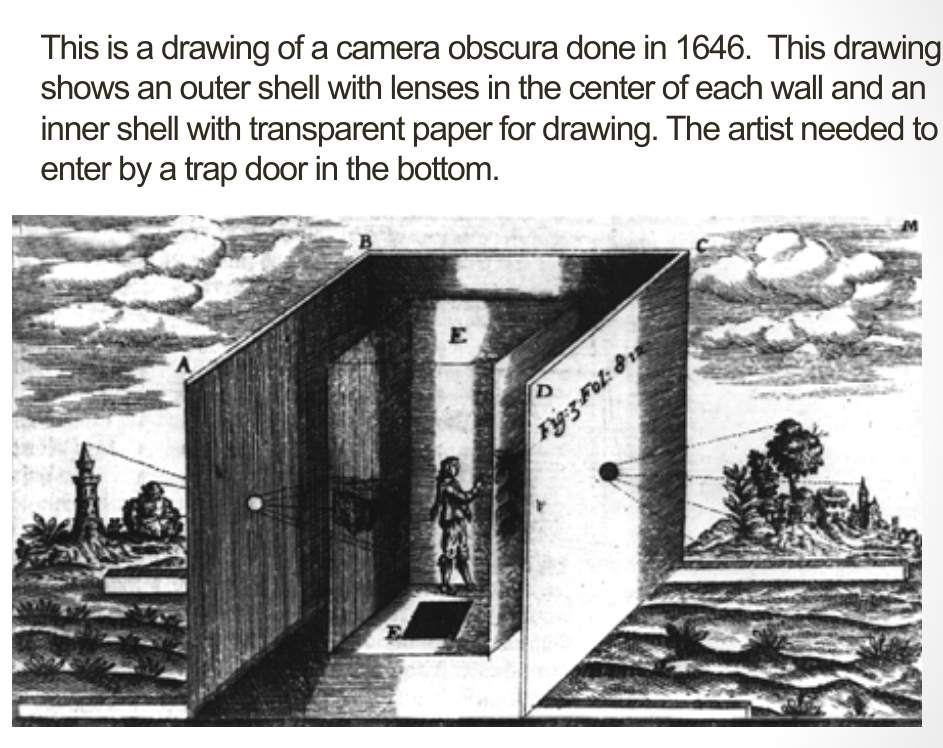 This is a drawing of a camera obscura done in 1646.  This drawing
shows an outer shell with lenses in the center of each wall and an
inner shell with transparent paper for drawing. The artist needed to
enter by a trap door in the bottom.
B
C
M
E
A
D
Fig: 3 Fol: 812
E